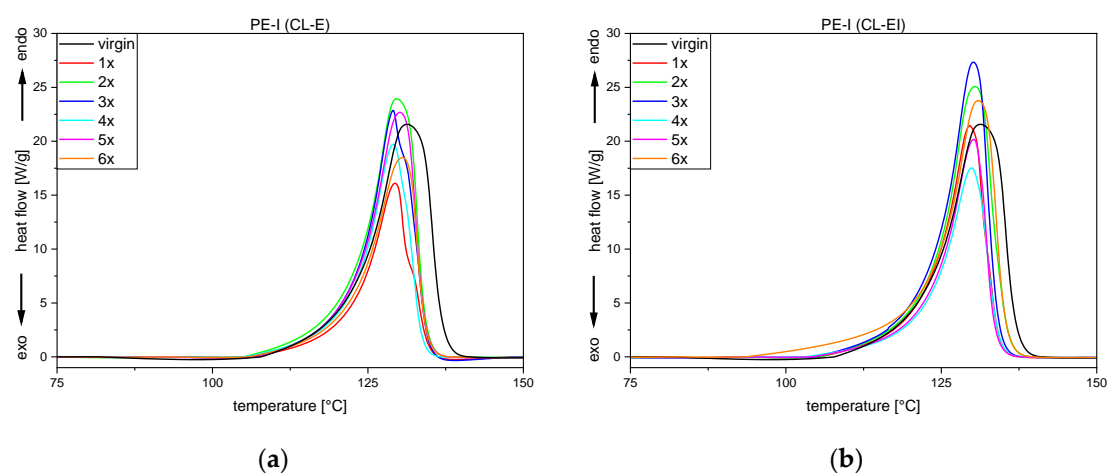 PE-I (CL-E)
30
25
20
15
10
5
0
endo
heat flow [W/g]
exo
virgin
1x
2x
3x
4x
5x
6x
75
100
125
150
temperature [°C]
(a)
PE-I (CL-EI)
30
25
20
15
10
5
0
endo
heat flow [W/g]
exo
virgin
1x
2x
3x
4x
5x
6x
75
100
125
150
temperature [°C]
(b)